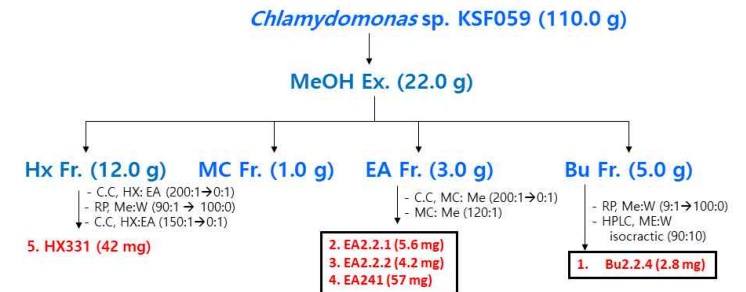 Chlamydomonas sp. KSF059 (110.0 g)
MeOH Ex. (22.0 g)
Hx Fr. (12.0 g)
MC Fr. (1.0 g)
EA Fr. (3.0 g)
Bu Fr. (5.0 g)
- C.C, HX: EA (200:1→0:1)
- RP, Me:W (90:1 → 100:0)
- C.C, HX:EA (150:1→0:1)
5. HX331 (42 mg)
- C.C, MC: Me (200:1→0:1)
- MC: Me (120:1)
2. EA2.2.1 (5.6 mg)
3. EA2.2.2 (4.2 mg)
4. EA241 (57 mg)
- RP, Me:W (9:1→100:0)
- HPLC, ME:W
isocractic (90:10)
1. Bu2.2.4 (2.8 mg)